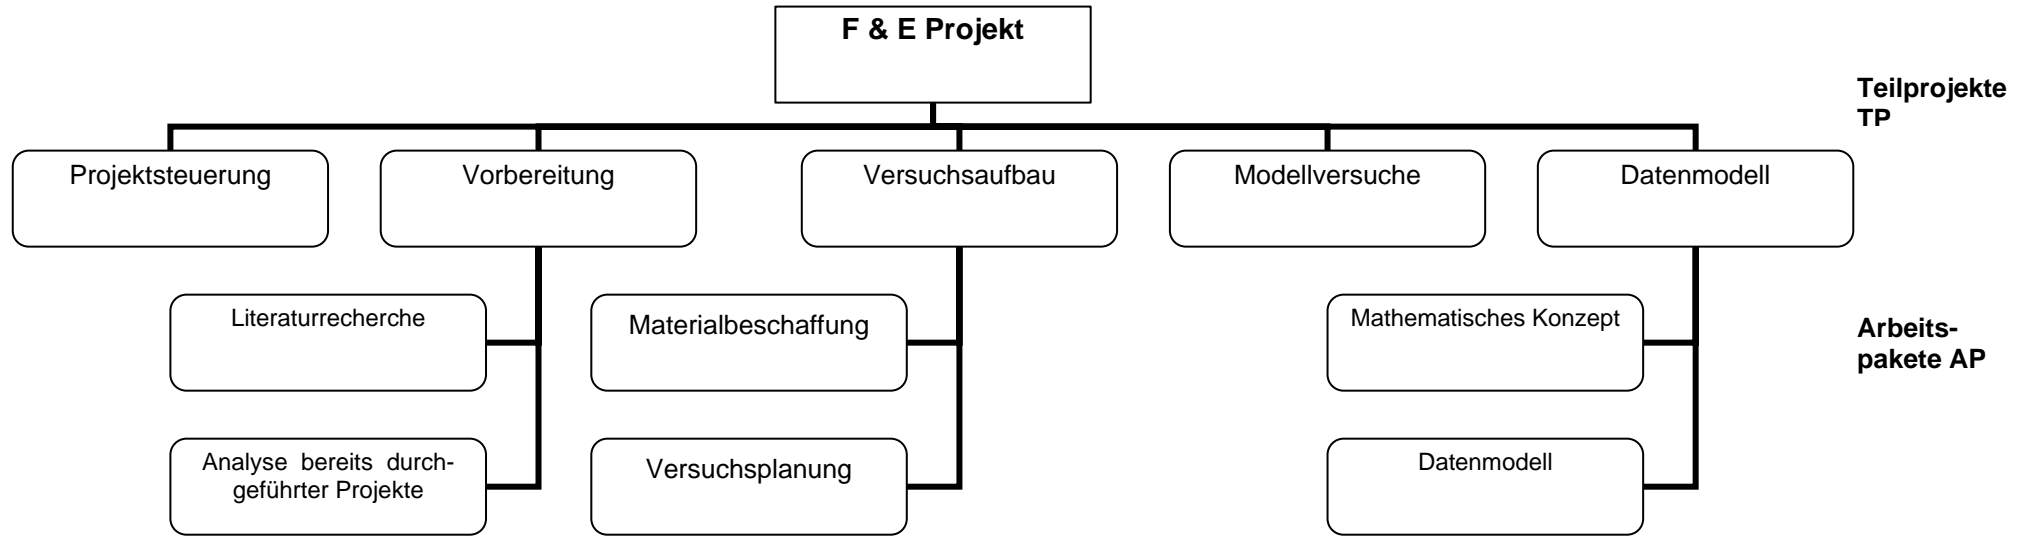 F & E Projekt
Teilprojekte
TP
Projektsteuerung
Vorbereitung
Versuchsaufbau
Modellversuche
Datenmodell
Literaturrecherche
Materialbeschaffung
Mathematisches Konzept
Arbeits-
pakete AP
Analyse bereits durch-
geführter Projekte
Versuchsplanung
Datenmodell